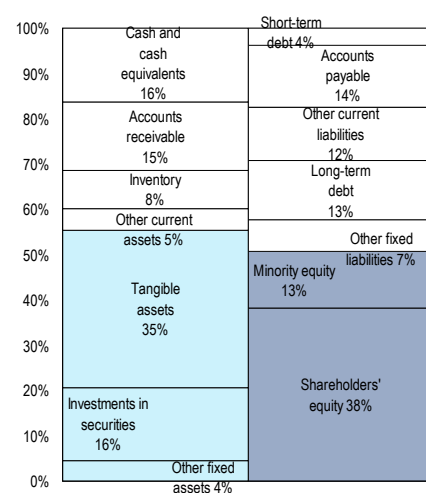 100%
90%
80%
70%
60%
50%
40%
30%
20%
10%
0%
Cash and
cash
equivalents
16%
Accounts
receivable
15%
Inventory
8%
Other current
assets 5%
Tangible
assets
35%
Investments in
securities
16%
Other fixed
assets 4%
Short-term
debt 4%
Accounts
payable
14%
Other current
liabilities
12%
Long-term
debt
13%
Other fixed
liabilities 7%
Minority equity
13%
Shareholders'
equity 38%